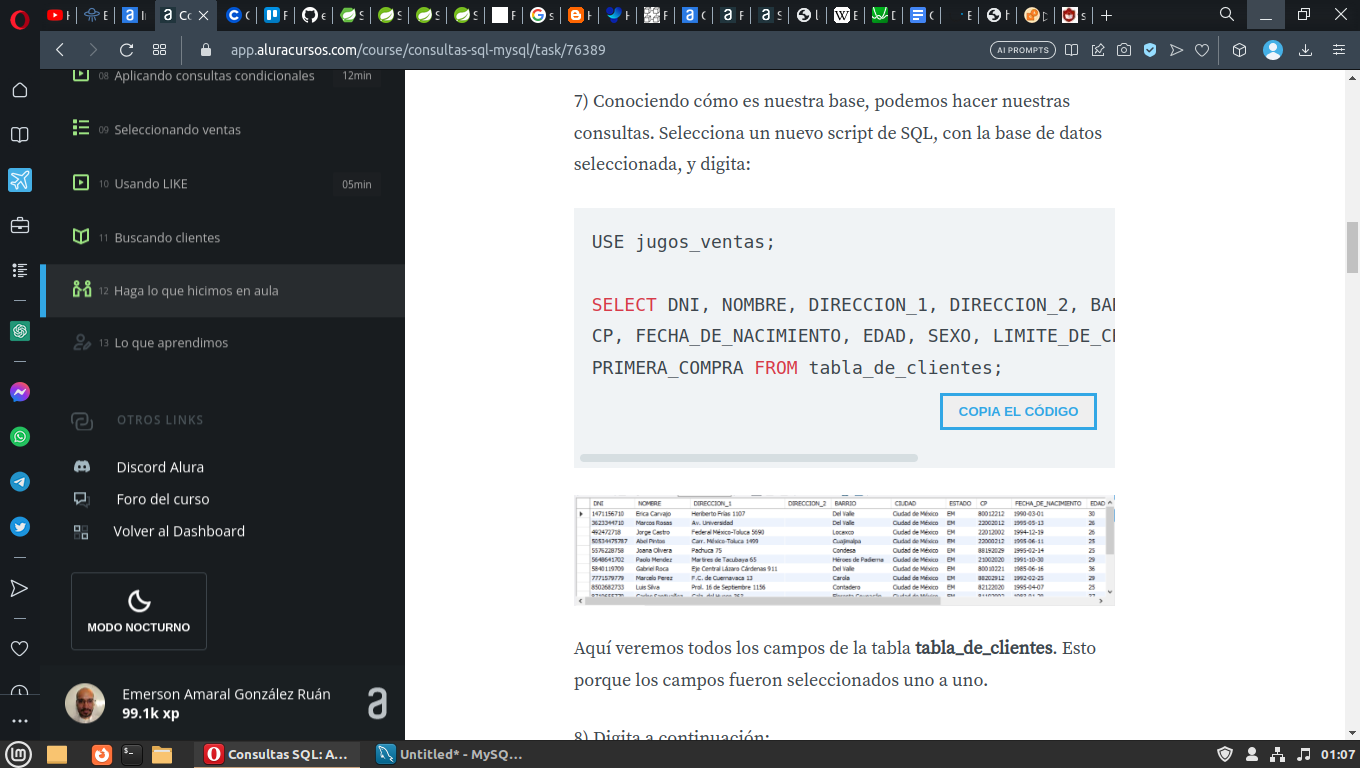 app.aluracursos.com/course/consultas-sql-mysql/task/76389
AI PROMPTS
08 Aplicando consultas condicionales 12min
09 Seleccionando ventas
10 Usando LIKE 05min
11 Buscando clientes
12 Haga lo que hicimos en aula
13 Lo que aprendimos
OTROS LINKS
Discord Alura
Foro del curso
Volver al Dashboard
MODO NOCTURNO
Emerson Amaral González Ruán
99.1k xp
7) Conociendo cómo es nuestra base, podemos hacer nuestras
consultas. Selecciona un nuevo script de SQL, con la base de datos
seleccionada, y digita:
USE jugos_ventas;
SELECT DNI, NOMBRE, DIRECCION_1, DIRECCION_2,
CP, FECHA_DE_NACIMIENTO, EDAD, SEXO,
PRIMERA_COMPRA FROM tabla_de_clientes;
COPIA EL CÓDIGO
DNI NOMBRE DIRECCION_1 DIRECCION_2 BARRIO CIUDAD ESTADO CP FECHA_DE_NACIMIENTO EDAD
1471156710 Erica Carvajo Heriberto Frías 1107 Del Valle Ciudad de México EM 80012212 1990-03-01 30
3623344710 Marcos Rosas Av. Universidad Del Valle Ciudad de México EM 22002012 1995-05-13 26
492472718 Jorge Castro Federal México-Toluca 5690 Locaxco Ciudad de México EM 22012002 1994-12-19 26
50534475787 Abel Pintos Carr. México-Toluca 1499 Cuajimalpa Ciudad de México EM 22000212 1995-06-11 25
5576228758 Joana Olivera Pachuca 75 Condesa Ciudad de México EM 88192029 1995-02-14 25
5648641702 Paolo Mendez Martires de Tacubaya 65 Héroes de Padierna Ciudad de México EM 21002020 1991-10-30 29
5840119709 Gabriel Roca Eje Central Lázaro Cárdenas 911 Del Valle Ciudad de México EM 80010221 1985-06-16 36
7771579779 Marcelo Perez F.C. de Cuernavaca 13 Carola Ciudad de México EM 88202912 1992-02-25 29
8502682733 Luis Silva Prol. 16 de Septiembre 1156 Contadero Ciudad de México EM 82122020 1995-04-07 25
Aquí veremos todos los campos de la tabla tabla_de_clientes. Esto
porque los campos fueron seleccionados uno a uno.
8) Digita a continuación:
Consultas SQL: A...
Untitled* - MySQ...
01:07